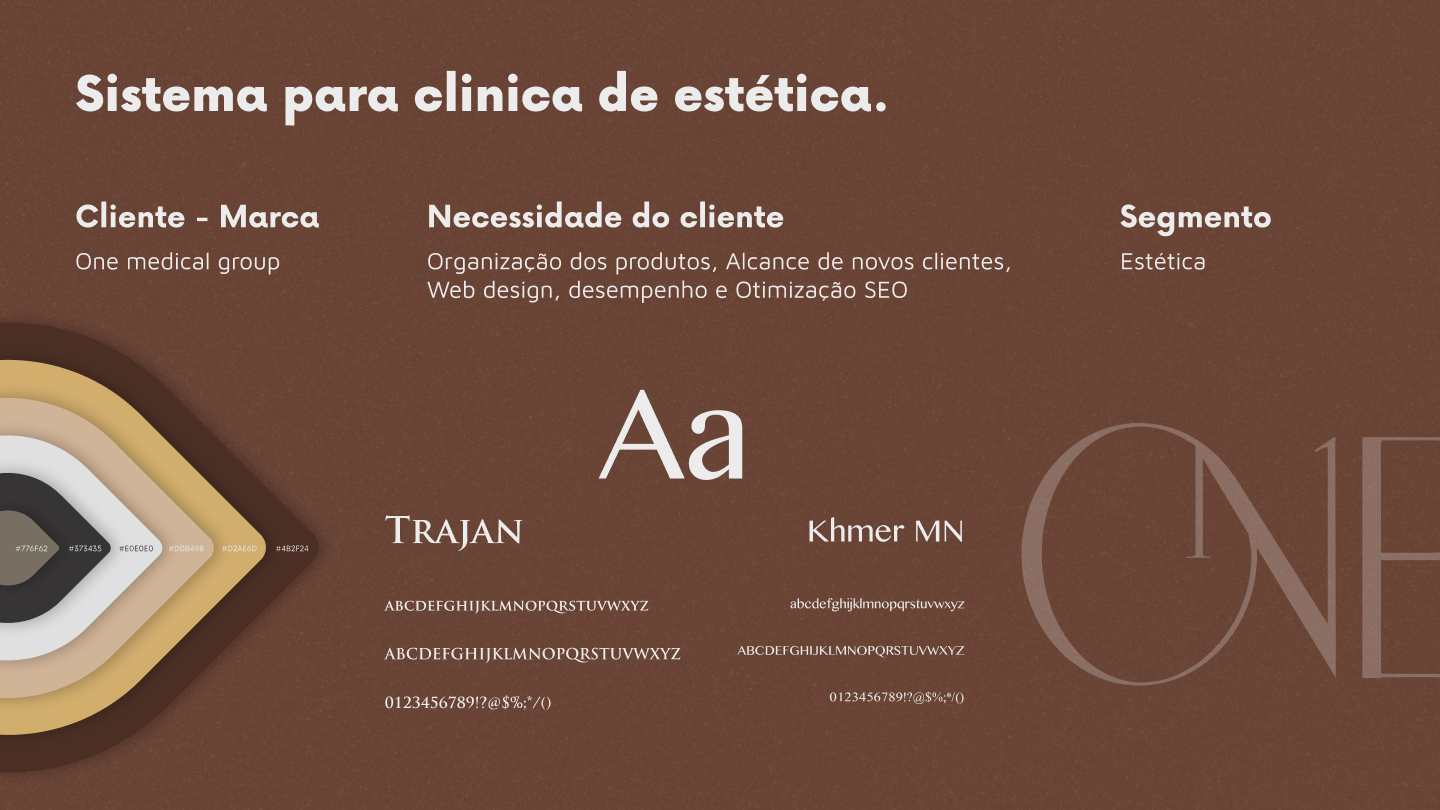 Sistema para clinica de estética.
Cliente - Marca
One medical group
Necessidade do cliente
Organização dos produtos, Alcance de novos clientes,
Web design, desempenho e Otimização SEO
Segmento
Estética
#776F62
#373435
#E0E0E0
#D0B498
#D2AE6D
#4B2F24
Aa
TRAJAN
ABCDEFGHIJKLMNOPQRSTUVWXYZ
ABCDEFGHIJKLMNOPQRSTUVWXYZ
0123456789!?@$%;*/()
Khmer MN
abcdefghijklmnopqrstuvwxyz
ABCDEFGHIJKLMNOPQRSTUVWXYZ
0123456789!?@$%;*/()
ONE